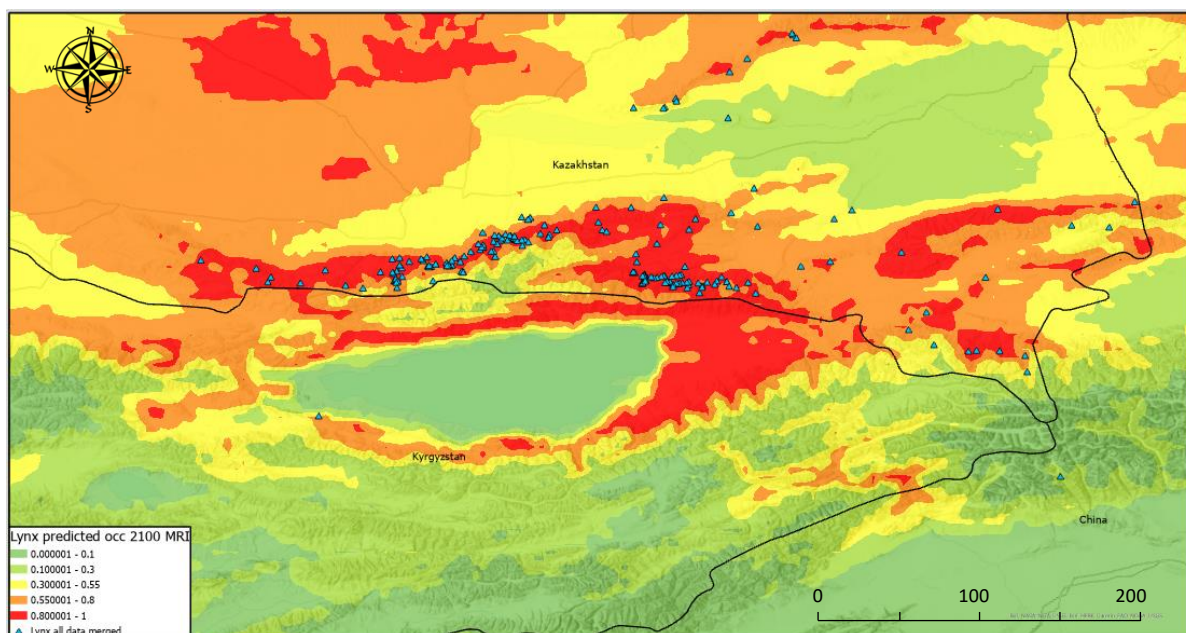 N
W E
S
Kazakhstan
Kyrgyzstan
China
Lynx predicted occ 2100 MRI
0.000001 - 0.1
0.100001 - 0.3
0.300001 - 0.55
0.550001 - 0.8
0.800001 - 1
Lynx all data merged
0 100 200